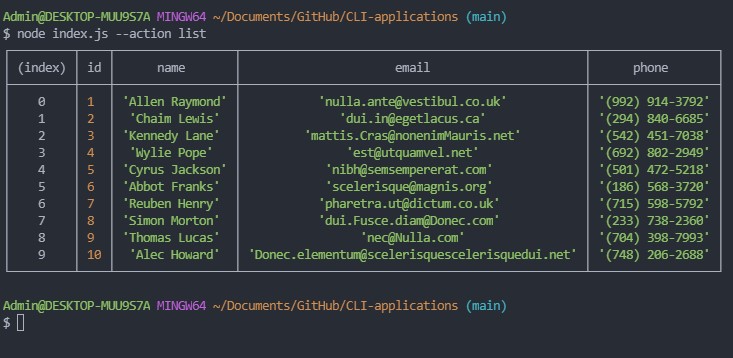 Admin@DESKTOP-MUU9S7A MINGW64 ~/Documents/GitHub/CLI-applications (main)
$ node index.js --action list
(index) id name email phone
0 1 'Allen Raymond' 'nulla.ante@vestibul.co.uk' '(992) 914-3792'
1 2 'Chaim Lewis' 'dui.in@egetlacus.ca' '(294) 840-6685'
2 3 'Kennedy Lane' 'mattis.Cras@nonenimMauris.net' '(542) 451-7038'
3 4 'Wylie Pope' 'est@utquamvel.net' '(692) 802-2949'
4 5 'Cyrus Jackson' 'nibh@semsempererat.com' '(501) 472-5218'
5 6 'Abbot Franks' 'scelerisque@magnis.org' '(186) 568-3720'
6 7 'Reuben Henry' 'pharetra.ut@dictum.co.uk' '(715) 598-5792'
7 8 'Simon Morton' 'dui.Fusce.diam@Donec.com' '(233) 738-2360'
8 9 'Thomas Lucas' 'nec@Nulla.com' '(704) 398-7993'
9 10 'Alec Howard' 'Donec.elementum@scelerisquescelerisquedui.net' '(748) 206-2688'
Admin@DESKTOP-MUU9S7A MINGW64 ~/Documents/GitHub/CLI-applications (main)
$